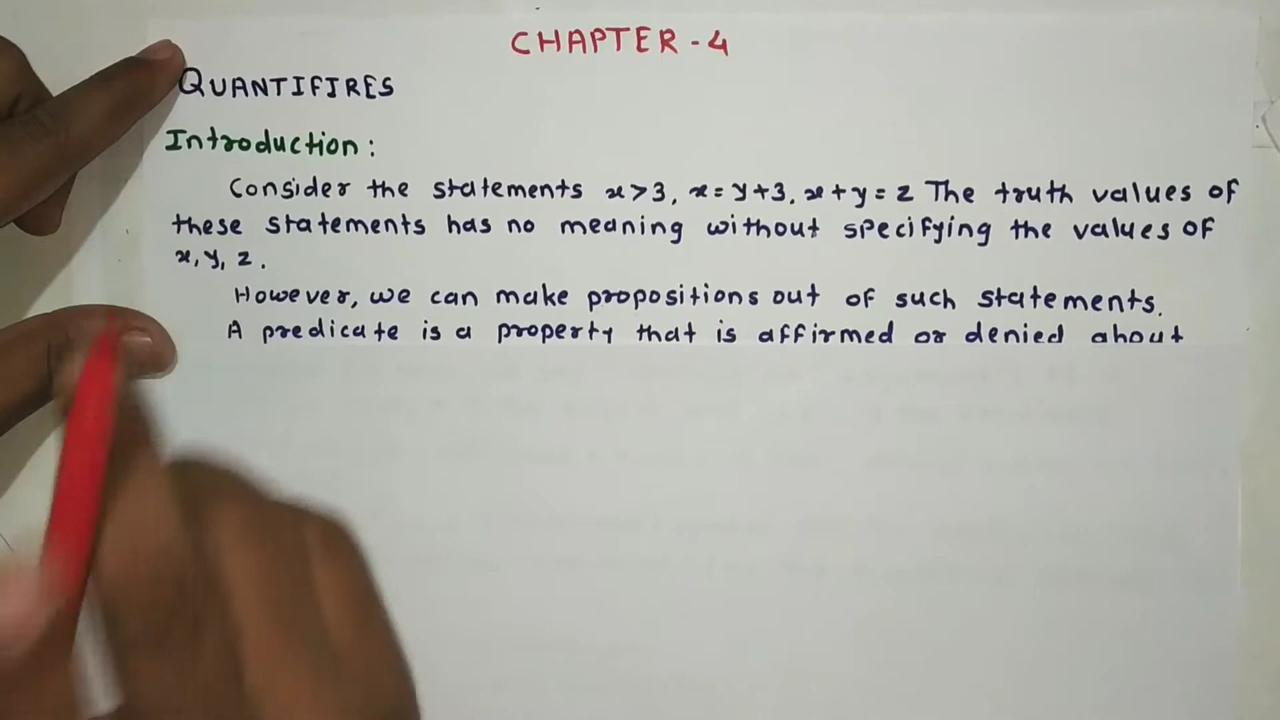 CHAPTER - 4
QUANTIFIRES
Introduction :
Consider the statements x > 3, x = y + 3, x + y = z The truth values of
these statements has no meaning without specifying the values of
x, y, z.
However, we can make propositions out of such statements.
A predicate is a property that is affirmed or denied about